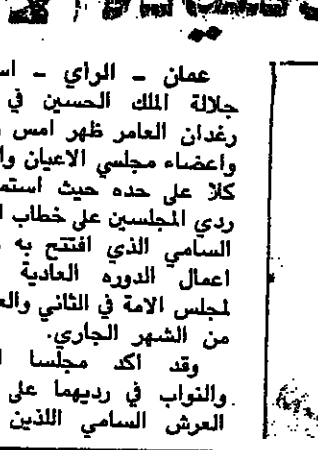 عمان - الراي - اس
جلالة الملك الحسين في
رغدان العامر ظهر امس
واعضاء مجلسي الاعيان وال
كلا على حده حيث استم
ردي المجلسين على خطاب ا
السامي الذي افتتح به
اعمال الدوره العادية
لمجلس الامة في الثاني والع
من الشهر الجاري.
وقد اكد مجلسا ا
والنواب في رديهما على
العرش السامي اللذين